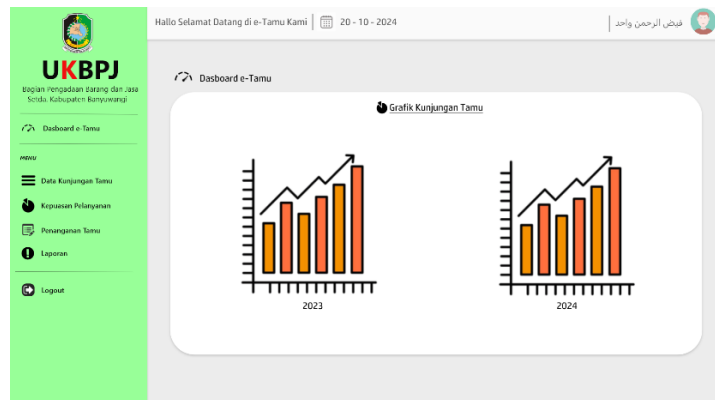 UKBPJ
Bagian Pengadaan Barang dan Jasa
Setda. Kabupaten Banyuwangi
Dasboard e-Tamu
MENU
Data Kunjungan Tamu
Kepuasan Pelanyanan
Penanganan Tamu
Laporan
Logout
Hallo Selamat Datang di e-Tamu Kami
20 - 10 - 2024
فيض الرحمن واحد
Dasboard e-Tamu
Grafik Kunjungan Tamu
2023
2024